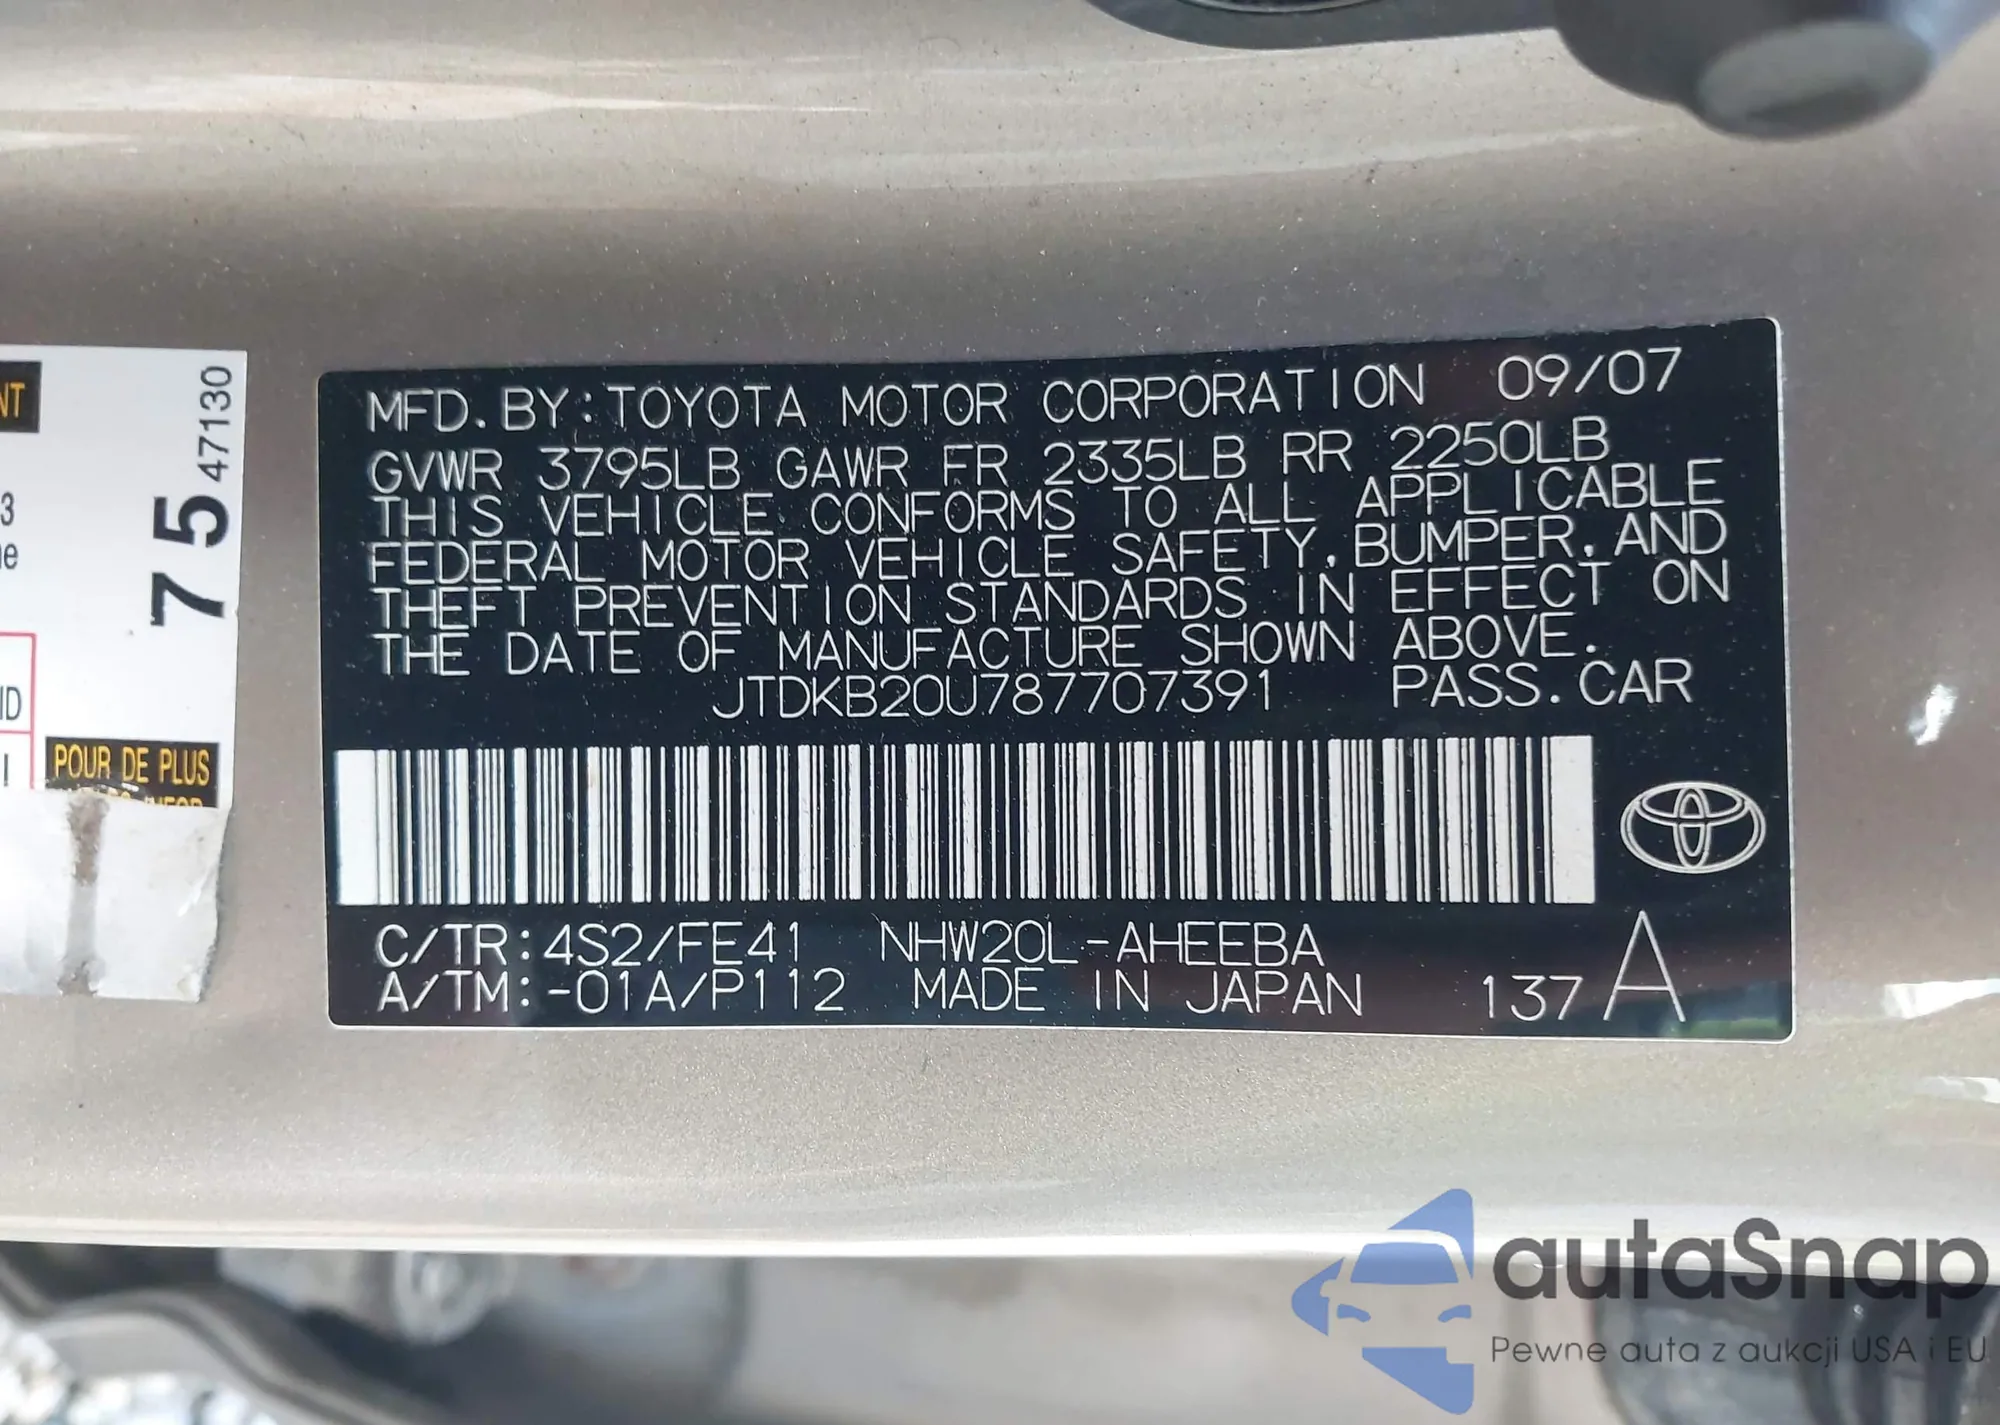 NT
3
e
ID
75
47130
POUR DE PLUS
MFD. BY: TOYOTA MOTOR CORPORATION 09/07
GVWR 3795LB GAWR FR 2335LB RR 2250LB
THIS VEHICLE CONFORMS TO ALL APPLICABLE
FEDERAL MOTOR VEHICLE SAFETY, BUMPER, AND
THEFT PREVENTION STANDARDS IN EFFECT ON
THE DATE OF MANUFACTURE SHOWN ABOVE.
JTDKB20U787707391 PASS. CAR
C/TR: 4S2/FE41 NHW20L-AHEEBA
A/TM: -01A/P112 MADE IN JAPAN 137 A
autaSnap
Pewne auta z aukcji USA i EU